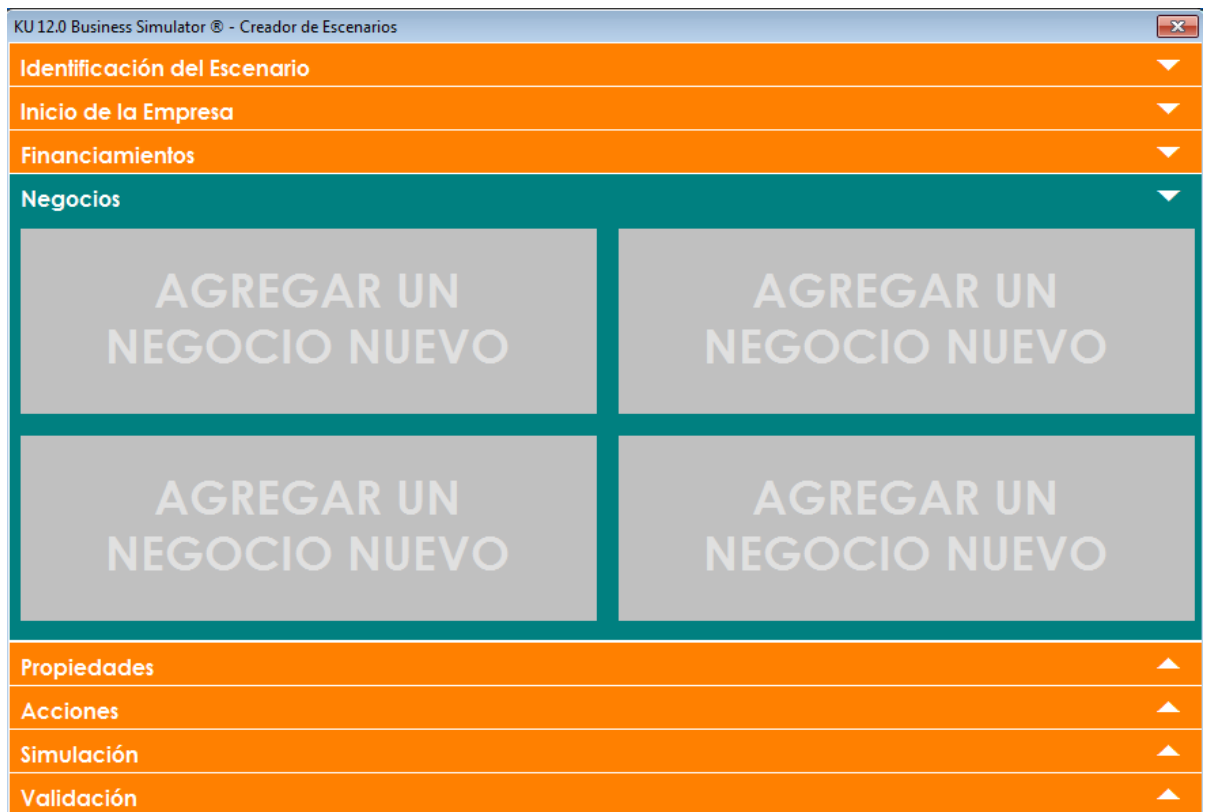 KU 12.0 Business Simulator ® - Creador de Escenarios
Identificación del Escenario
Inicio de la Empresa
Financiamientos
Negocios
AGREGAR UN
NEGOCIO NUEVO
AGREGAR UN
NEGOCIO NUEVO
AGREGAR UN
NEGOCIO NUEVO
AGREGAR UN
NEGOCIO NUEVO
Propiedades
Acciones
Simulación
Validación